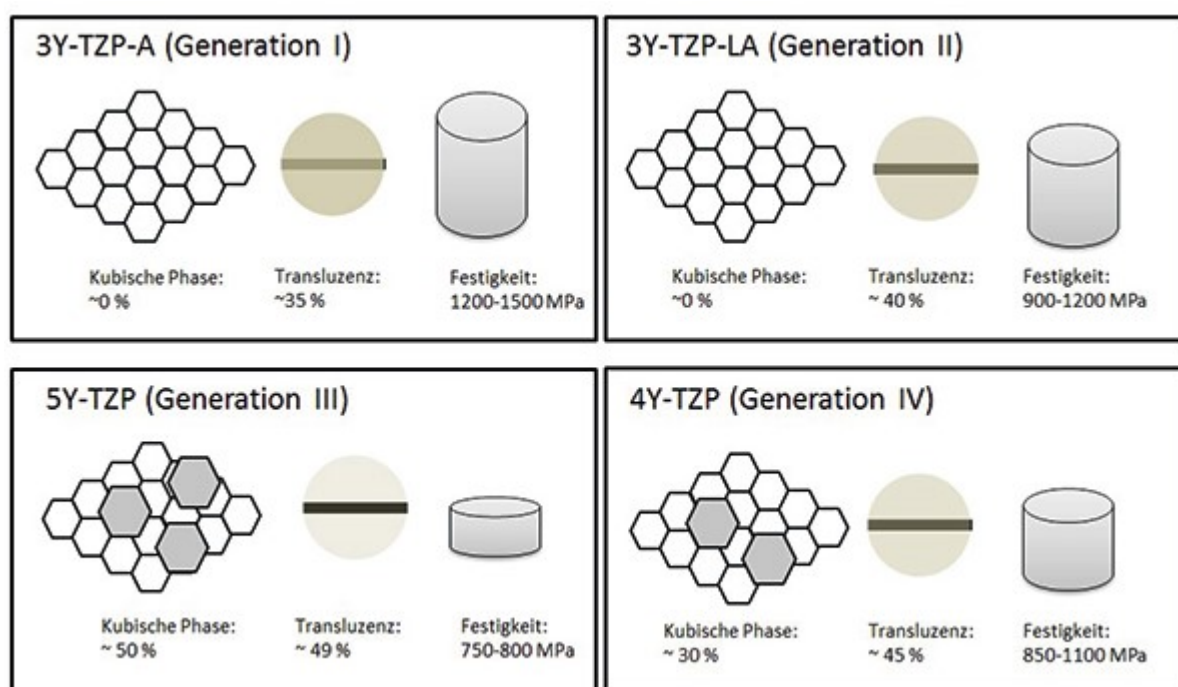 3Y-TZP-A (Generation I)
Kubische Phase:
~0 %
Transluzenz:
~35 %
Festigkeit:
1200-1500 MPa
3Y-TZP-LA (Generation II)
Kubische Phase:
~0 %
Transluzenz:
~ 40 %
Festigkeit:
900-1200 MPa
5Y-TZP (Generation III)
Kubische Phase:
~ 50 %
Transluzenz:
~ 49 %
Festigkeit:
750-800 MPa
4Y-TZP (Generation IV)
Kubische Phase:
~ 30 %
Transluzenz:
~ 45 %
Festigkeit:
850-1100 MPa